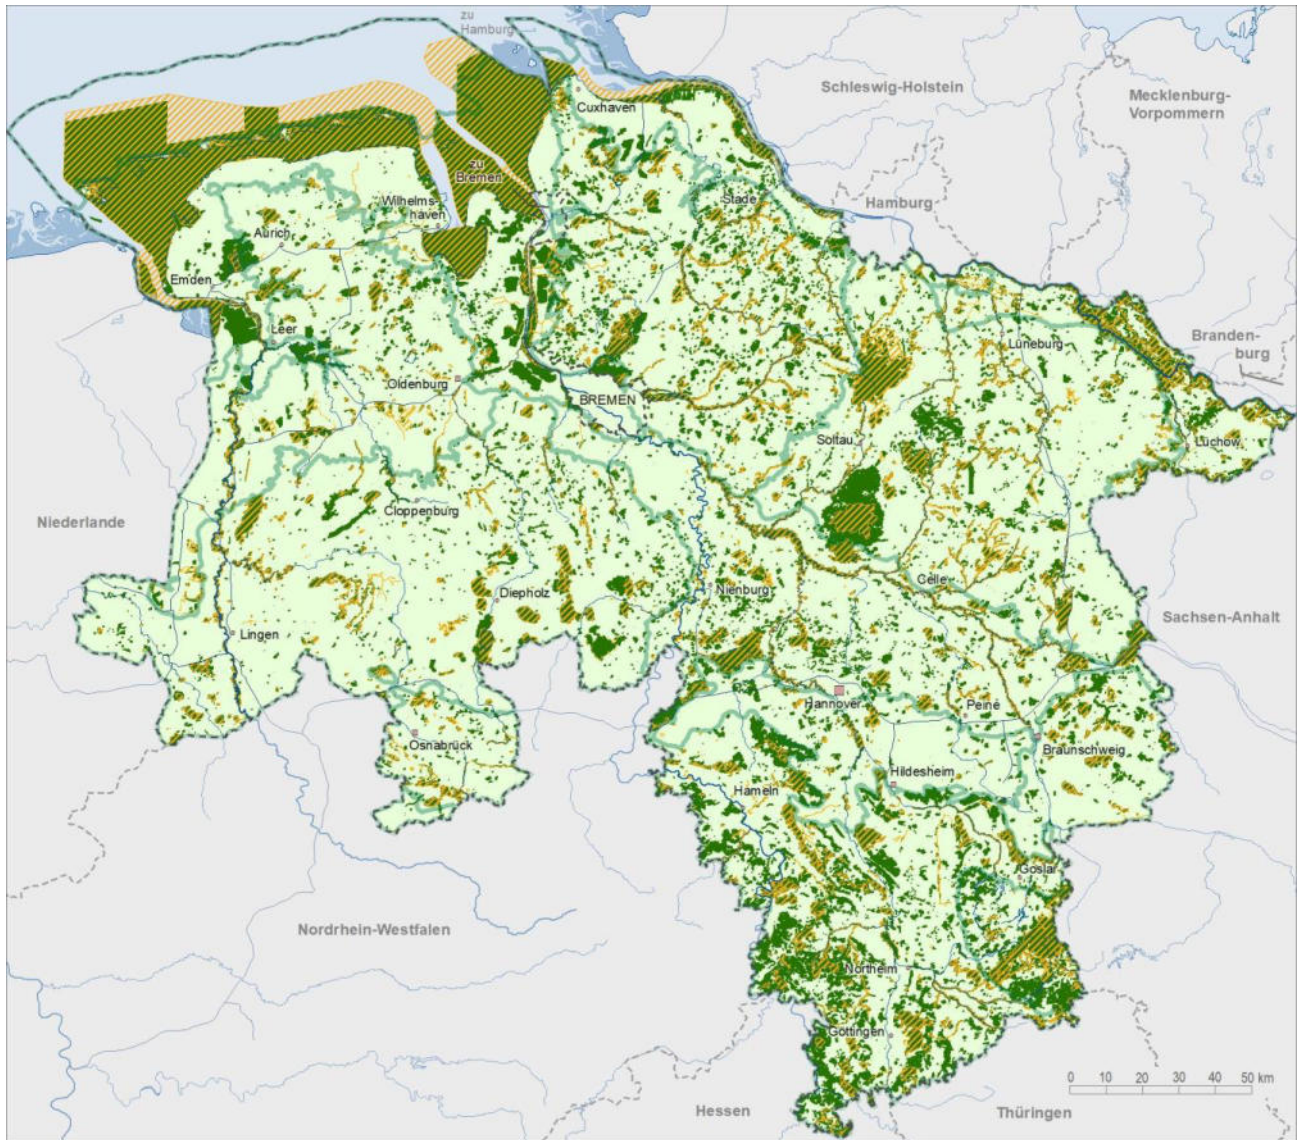 zu
Hamburg
Schleswig-Holstein
Mecklenburg-
Vorpommern
Cuxhaven
zu
Bremen
Wilhelms-
haven
Stade
Hamburg
Aurich
Emden
Leer
Lüneburg
Branden-
burg
Oldenburg
BREMEN
Soltau
Lüchow
Niederlande
Cloppenburg
Celle
Diepholz
Nienburg
Sachsen-Anhalt
Lingen
Hannover
Peine
Osnabrück
Braunschweig
Hildesheim
Hameln
Goslar
Nordrhein-Westfalen
Northeim
Göttingen
0 10 20 30 40 50 km
Hessen
Thüringen